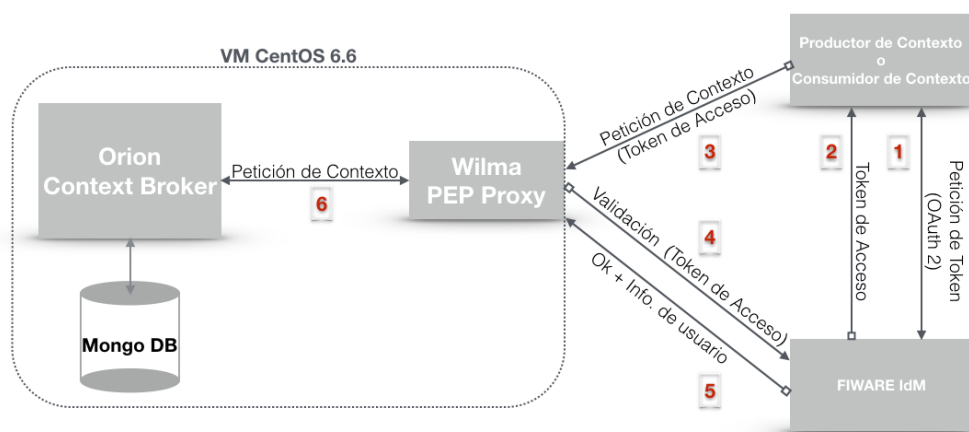 VM CentOS 6.6
Productor de Contexto
o
Consumidor de Contexto
Orion
Context Broker
Petición de Contexto
6
Wilma
PEP Proxy
Petición de Contexto
(Token de Acceso)
3
2
1
Token de Acceso
Petición de Token
(OAuth 2)
Validación (Token de Acceso)
4
Ok + Info. de usuario
5
Mongo DB
FIWARE IdM